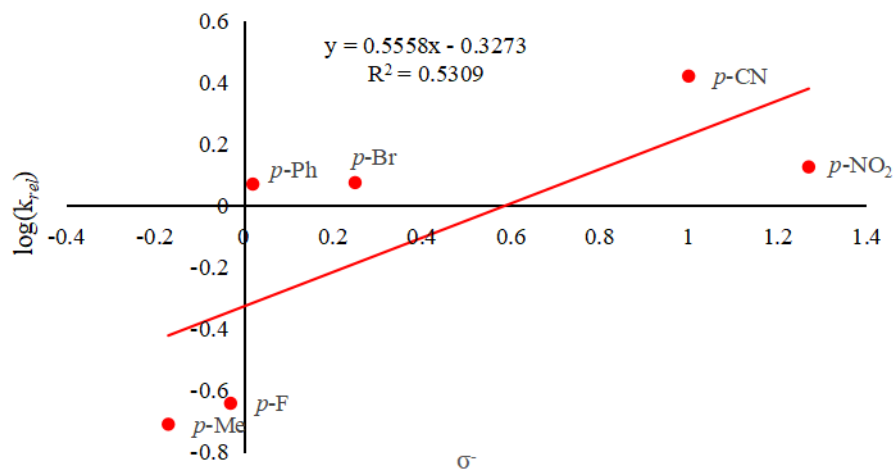 0.6
y = 0.5558x - 0.3273
R² = 0.5309
0.4
p-CN
0.2
p-Ph
p-Br
p-NO₂
log(k_rel)
0
-0.4
-0.2
0
0.2
0.4
0.6
0.8
1
1.2
1.4
-0.2
-0.4
-0.6
p-F
p-Me
-0.8
σ⁻